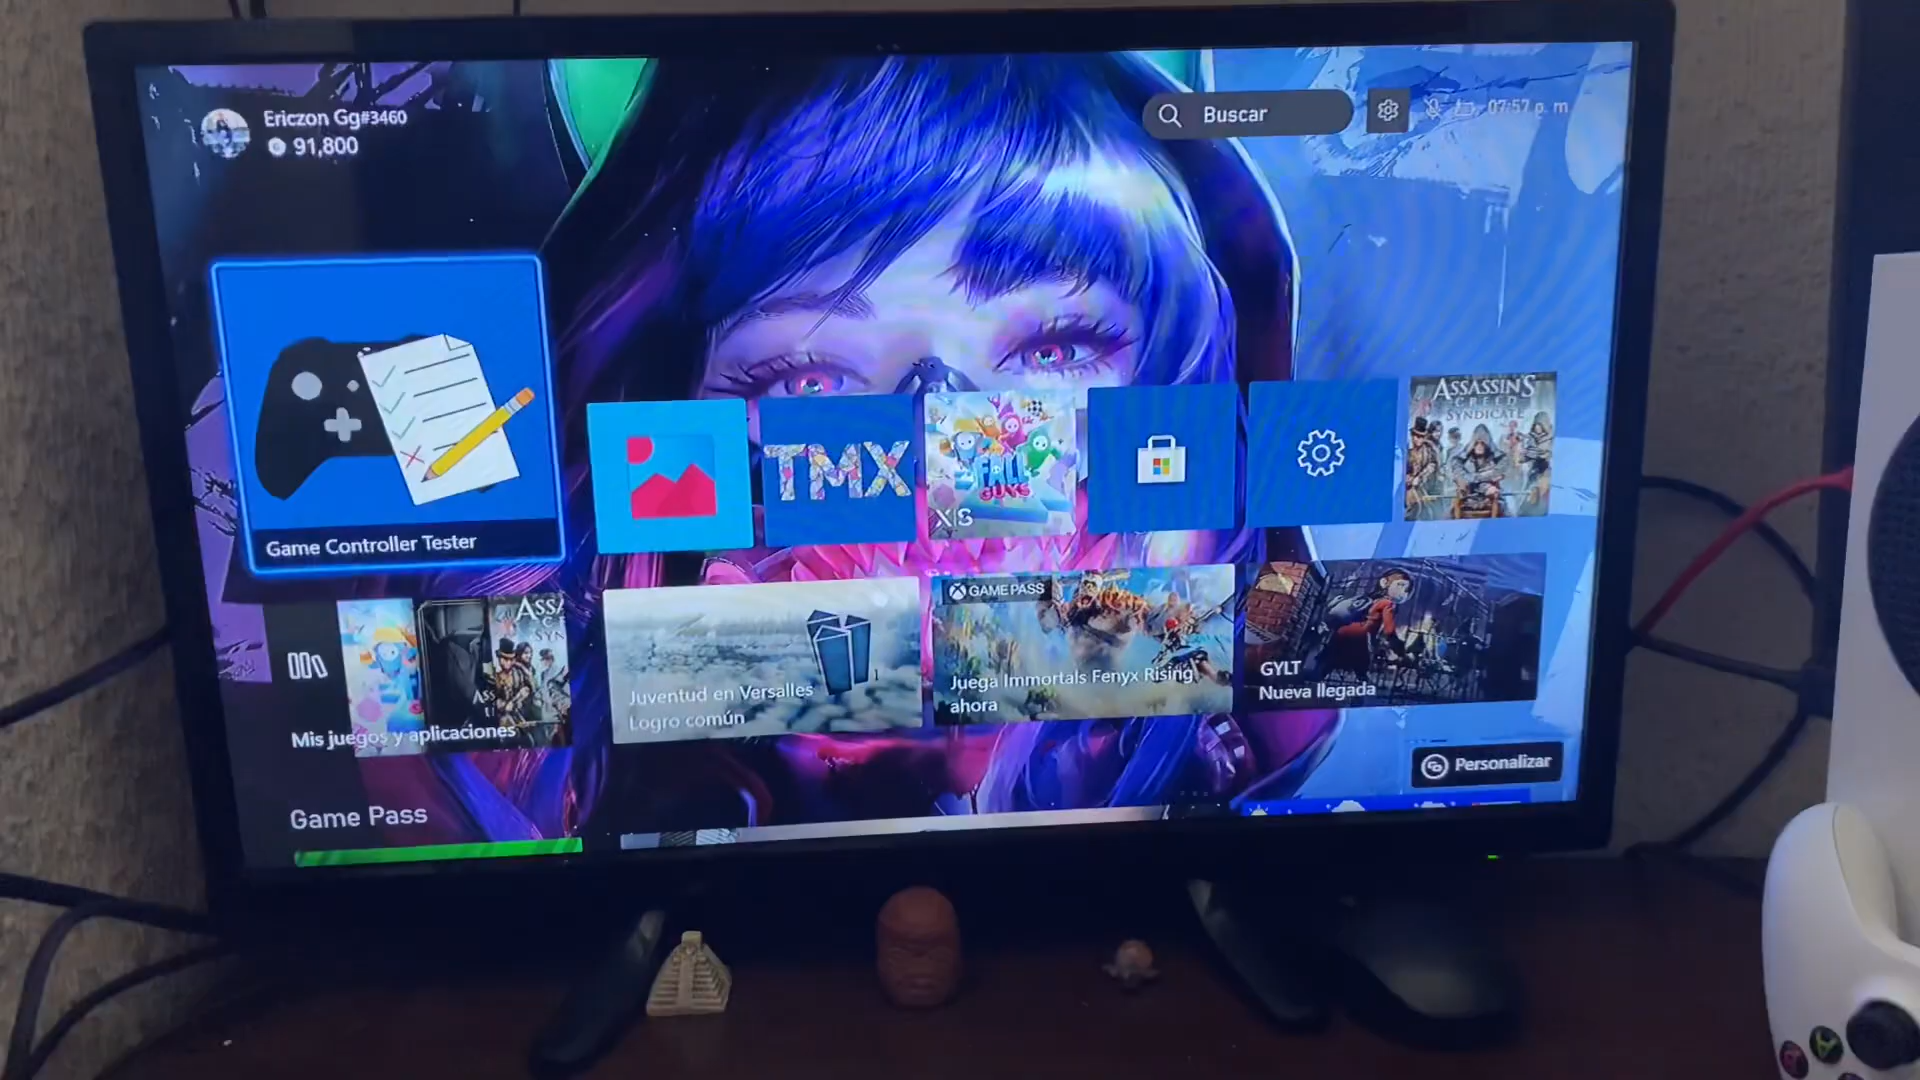 Ericzon Gg#3460
91,800
Buscar
07:57 p. m
Game Controller Tester
TMX
FALL GUYS
X|S
ASSASSIN'S
CREED
SYNDICATE
Mis juegos y aplicaciones
Juventud en Versalles
Logro común
GAME PASS
Juega Immortals Fenyx Rising
ahora
GYLT
Nueva llegada
Personalizar
Game Pass